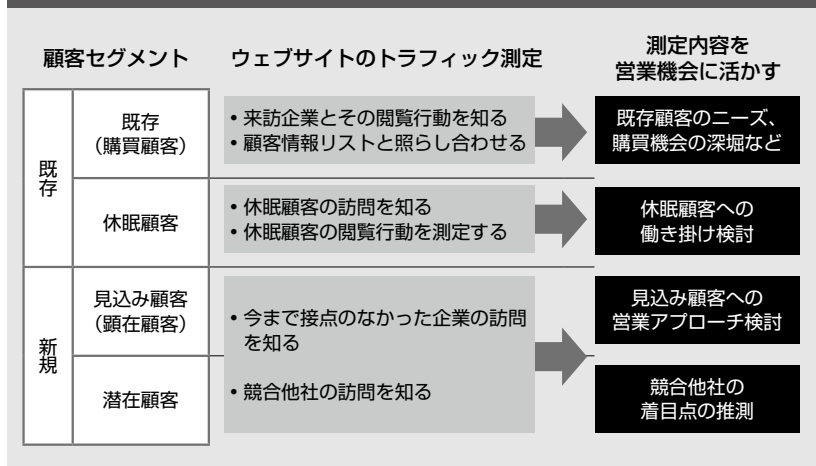 顧客セグメント
ウェブサイトのトラフィック測定
測定内容を
営業機会に活かす
既存
既存
(購買顧客)
• 来訪企業とその閲覧行動を知る
• 顧客情報リストと照らし合わせる
既存顧客のニーズ、
購買機会の深堀など
休眠顧客
• 休眠顧客の訪問を知る
• 休眠顧客の閲覧行動を測定する
休眠顧客への
働き掛け検討
新規
見込み顧客
(顕在顧客)
• 今まで接点のなかった企業の訪問
を知る
見込み顧客への
営業アプローチ検討
潜在顧客
• 競合他社の訪問を知る
競合他社の
着目点の推測